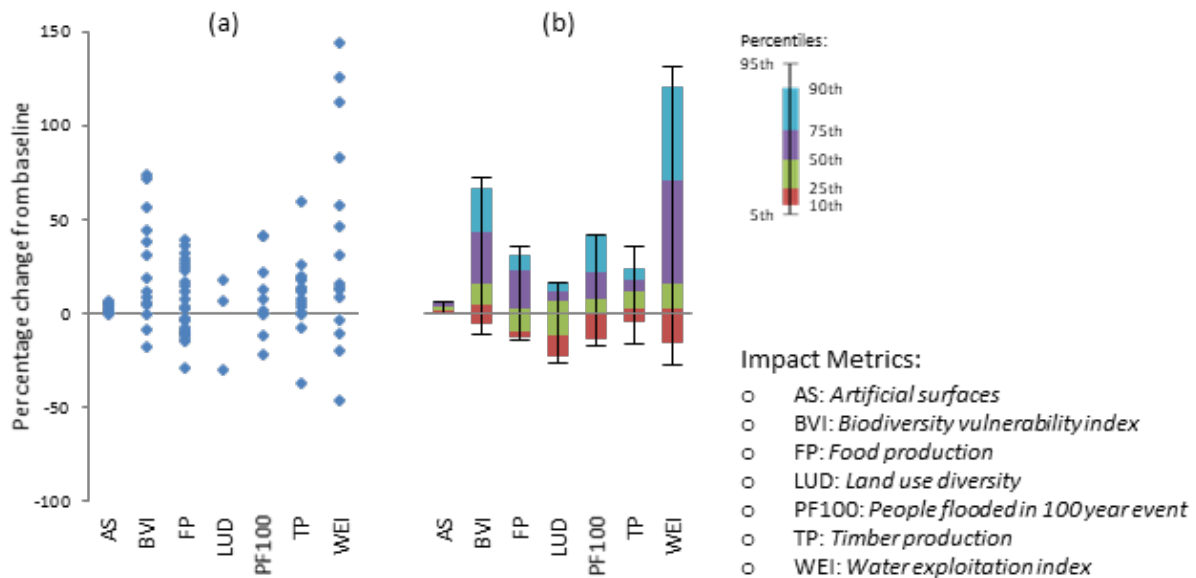 (a)
(b)
Percentage change from baseline
150
100
50
0
-50
-100
AS
BVI
FP
LUD
PF100
TP
WEI
AS
BVI
FP
LUD
PF100
TP
WEI
Percentiles:
95th
90th
75th
50th
25th
10th
5th
Impact Metrics:
o AS: Artificial surfaces
o BVI: Biodiversity vulnerability index
o FP: Food production
o LUD: Land use diversity
o PF100: People flooded in 100 year event
o TP: Timber production
o WEI: Water exploitation index